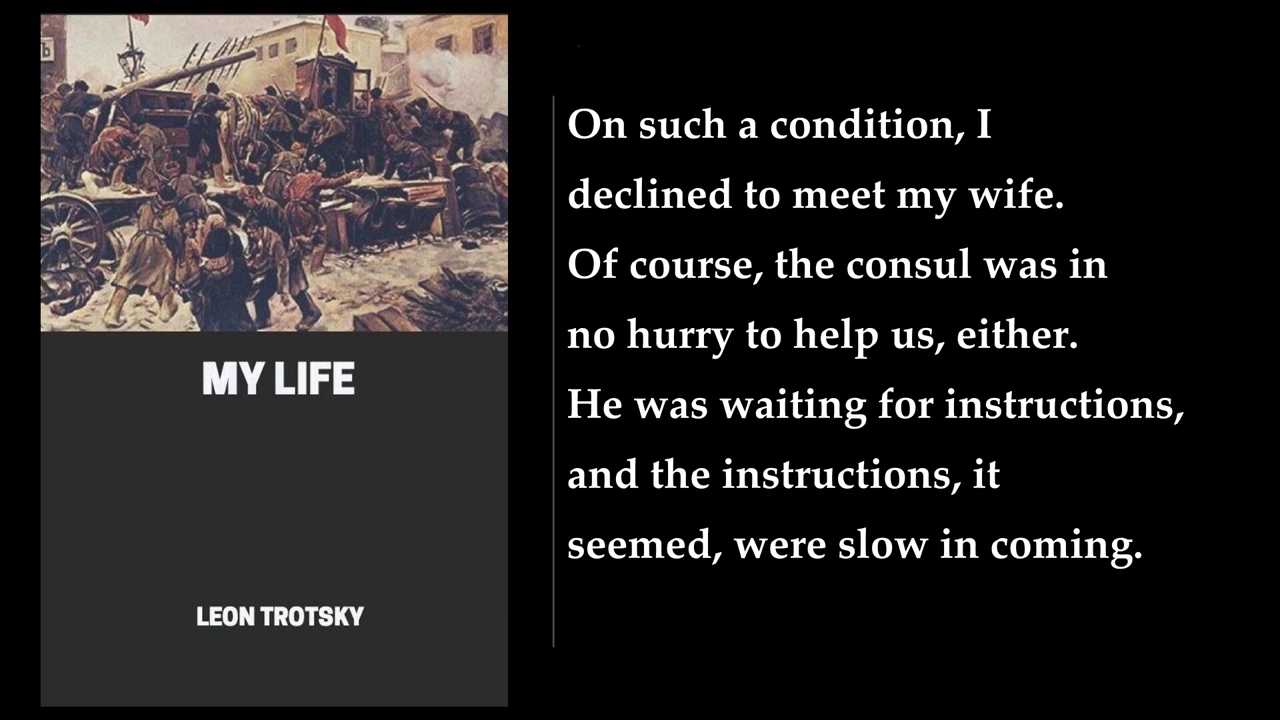 MY LIFE
LEON TROTSKY
On such a condition, I
declined to meet my wife.
Of course, the consul was in
no hurry to help us, either.
He was waiting for instructions,
and the instructions, it
seemed, were slow in coming.